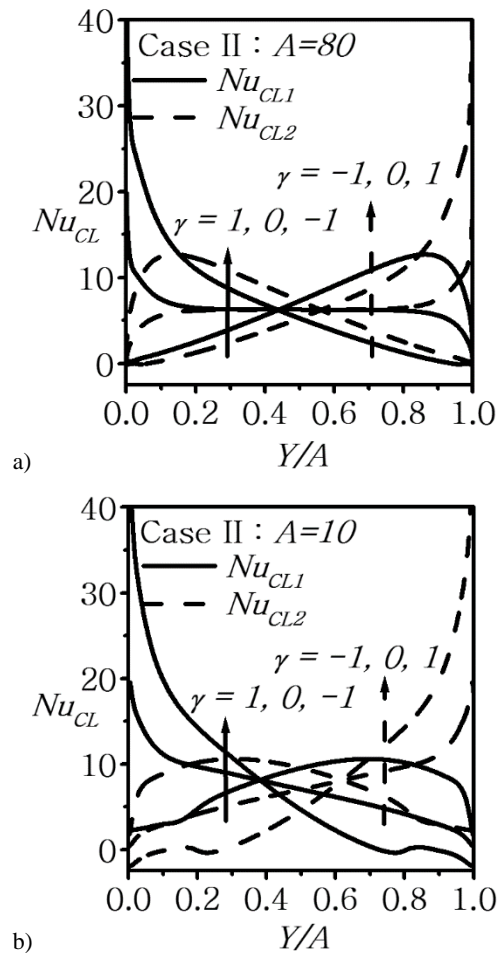 40
Case II : A=80
Nu_CL1
Nu_CL2
30
20
γ = -1, 0, 1
Nu_CL
γ = 1, 0, -1
10
0
0.0 0.2 0.4 0.6 0.8 1.0
Y/A
a)
40
Case II : A=10
Nu_CL1
Nu_CL2
30
20
γ = -1, 0, 1
Nu_CL
γ = 1, 0, -1
10
0
0.0 0.2 0.4 0.6 0.8 1.0
Y/A
b)